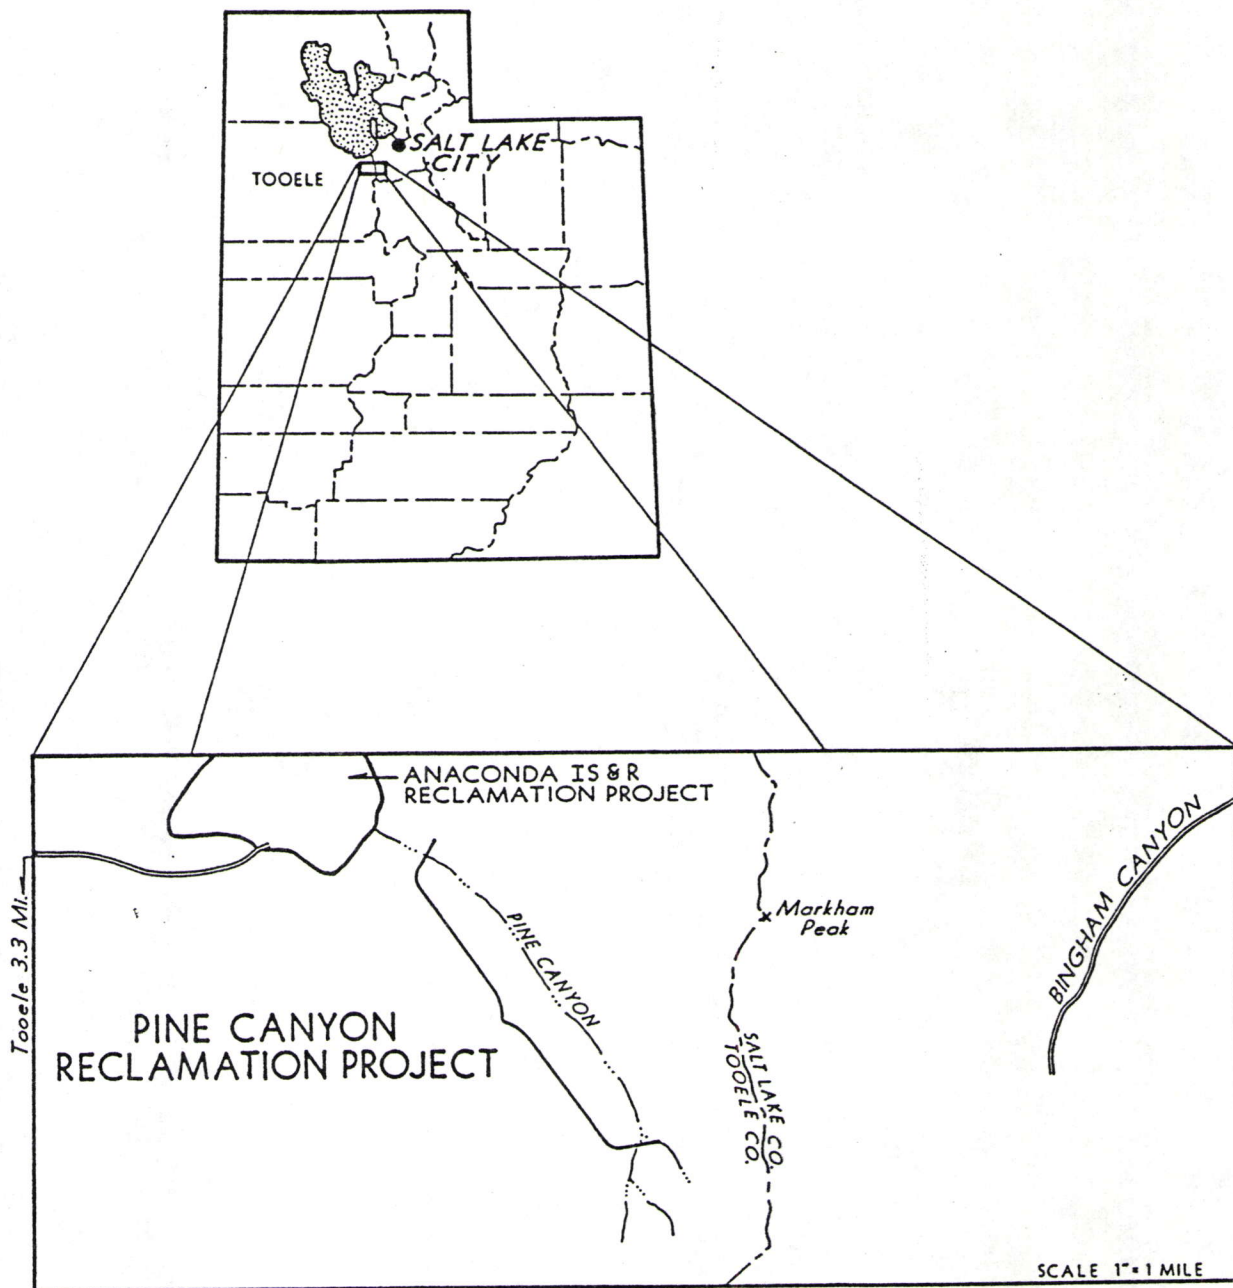 SALT LAKE
CITY
TOOELE
ANACONDA IS&R
RECLAMATION PROJECT
Tooele 3.3 Mi.
PINE CANYON
Markham
Peak
BINGHAM CANYON
PINE CANYON
RECLAMATION PROJECT
SALT LAKE CO.
TOOELE CO.
SCALE 1"=1 MILE